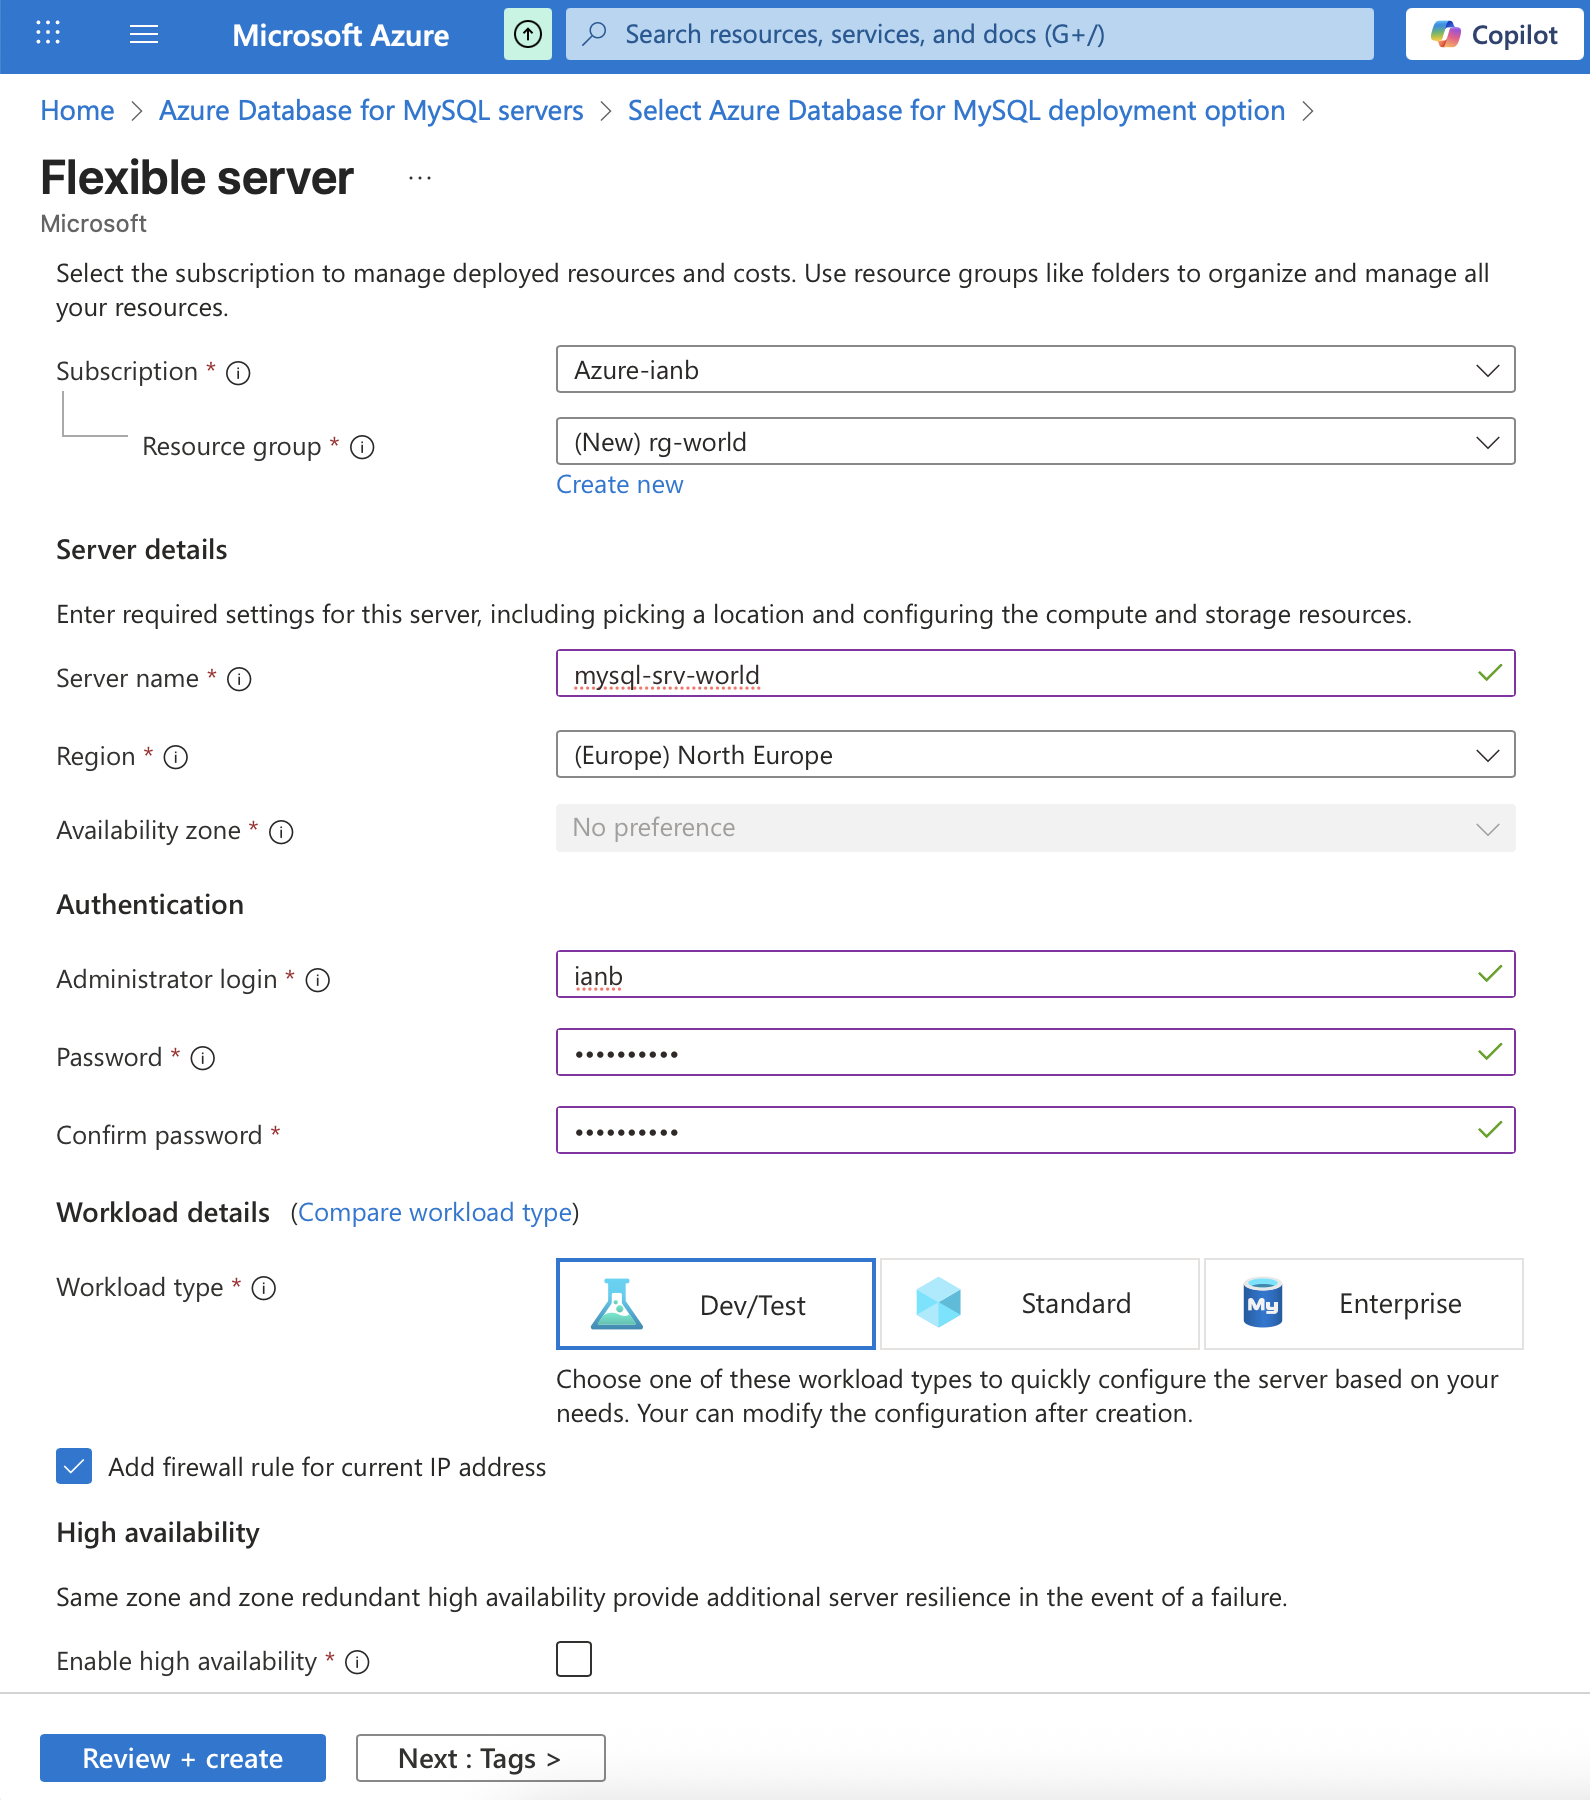 Microsoft Azure
Search resources, services, and docs (G+/)
Copilot
Home > Azure Database for MySQL servers > Select Azure Database for MySQL deployment option >
Flexible server ...
Microsoft
Select the subscription to manage deployed resources and costs. Use resource groups like folders to organize and manage all
your resources.
Subscription *
Azure-ianb
Resource group *
(New) rg-world
Create new
Server details
Enter required settings for this server, including picking a location and configuring the compute and storage resources.
Server name *
mysql-srv-world
Region *
(Europe) North Europe
Availability zone *
No preference
Authentication
Administrator login *
ianb
Password *
••••••••••
Confirm password *
••••••••••
Workload details (Compare workload type)
Workload type *
Dev/Test
Standard
My
Enterprise
Choose one of these workload types to quickly configure the server based on your
needs. Your can modify the configuration after creation.
Add firewall rule for current IP address
High availability
Same zone and zone redundant high availability provide additional server resilience in the event of a failure.
Enable high availability *
Review + create
Next : Tags >